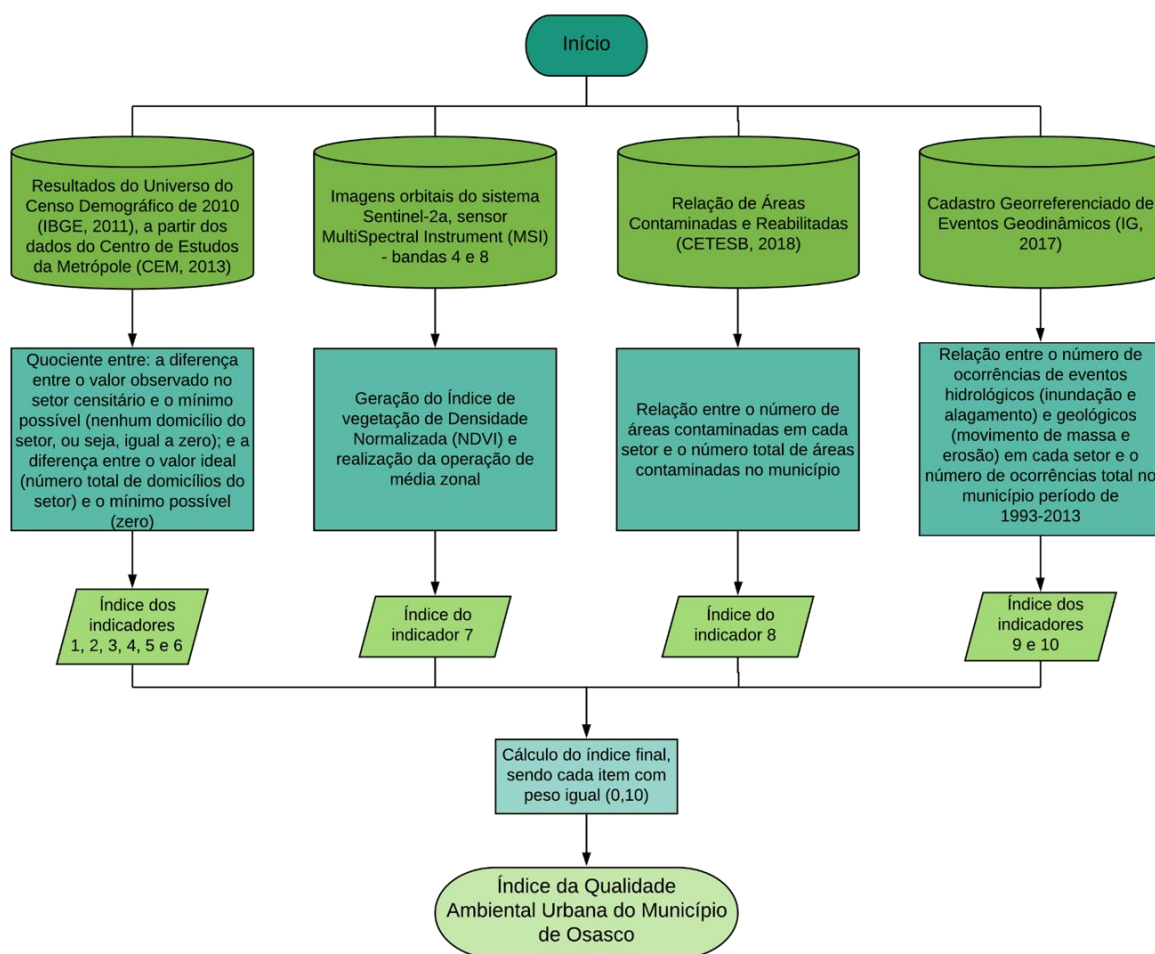 Início
Resultados do Universo do
Censo Demográfico de 2010
(IBGE, 2011), a partir dos
dados do Centro de Estudos
da Metrópole (CEM, 2013)
Imagens orbitais do sistema
Sentinel-2a, sensor
MultiSpectral Instrument (MSI)
- bandas 4 e 8
Relação de Áreas
Contaminadas e Reabilitadas
(CETESB, 2018)
Cadastro Georreferenciado de
Eventos Geodinâmicos (IG,
2017)
Quociente entre: a diferença
entre o valor observado no
setor censitário e o mínimo
possível (nenhum domicílio do
setor, ou seja, igual a zero); e a
diferença entre o valor ideal
(número total de domicílios do
setor) e o mínimo possível
(zero)
Geração do Índice de
vegetação de Densidade
Normalizada (NDVI) e
realização da operação de
média zonal
Relação entre o número de
áreas contaminadas em cada
setor e o número total de áreas
contaminadas no município
Relação entre o número de
ocorrências de eventos
hidrológicos (inundação e
alagamento) e geológicos
(movimento de massa e
erosão) em cada setor e o
número de ocorrências total no
município período de
1993-2013
Índice dos
indicadores
1, 2, 3, 4, 5 e 6
Índice do
indicador 7
Índice do
indicador 8
Índice dos
indicadores
9 e 10
Cálculo do índice final,
sendo cada item com
peso igual (0,10)
Índice da Qualidade
Ambiental Urbana do Município
de Osasco